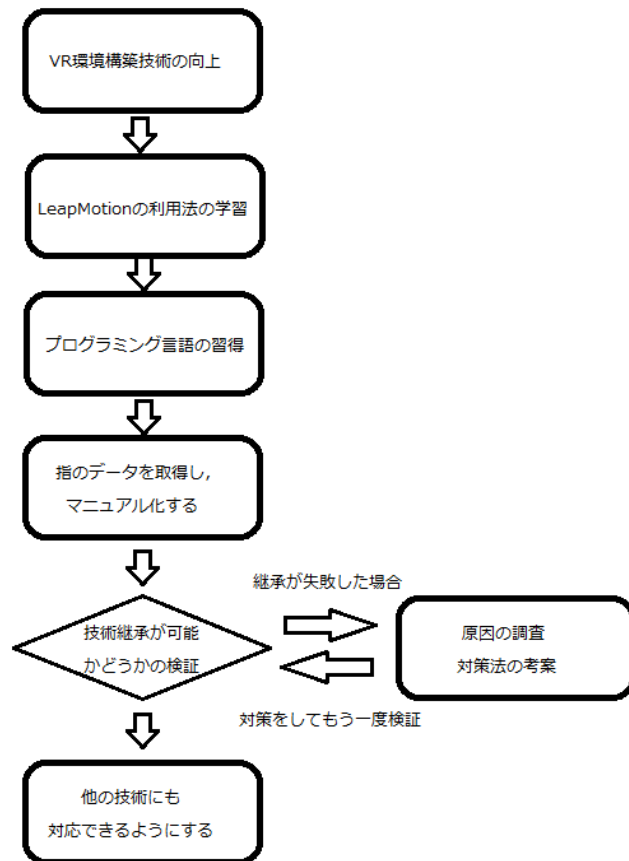 VR環境構築技術の向上
LeapMotionの利用法の学習
プログラミング言語の習得
指のデータを取得し,
マニュアル化する
継承が失敗した場合
技術継承が可能
かどうかの検証
原因の調査
対策法の考案
対策をしてもう一度検証
他の技術にも
対応できるようにする